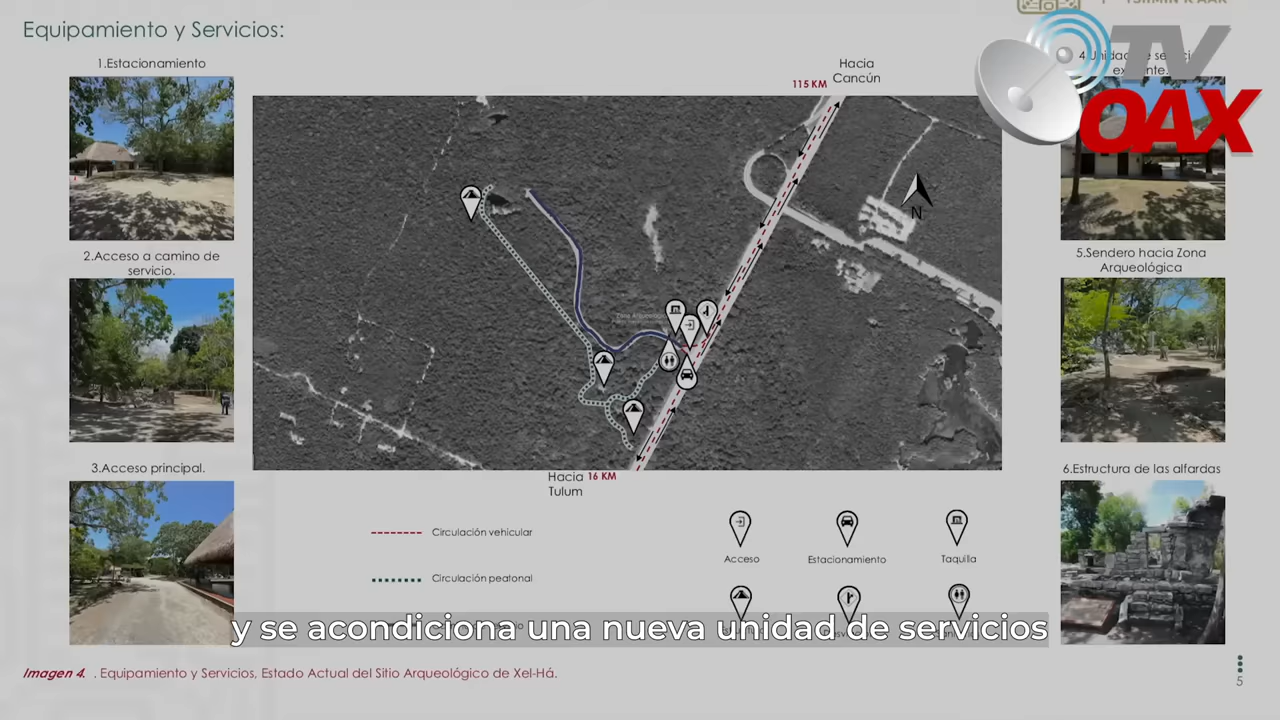 Equipamiento y Servicios:
1.Estacionamiento
2.Acceso a camino de
servicio.
3.Acceso principal.
Hacia
Cancún
115 KM
N
TV
OAX
5.Sendero hacia Zona
Arqueológica
6.Estructura de las alfardas
Hacia
Tulum
16 KM
Circulación vehicular
Circulación peatonal
Acceso
Estacionamiento
Taquilla
y se acondiciona una nueva unidad de servicios
Imagen 4. . Equipamiento y Servicios, Estado Actual del Sitio Arqueológico de Xel-Há.
5